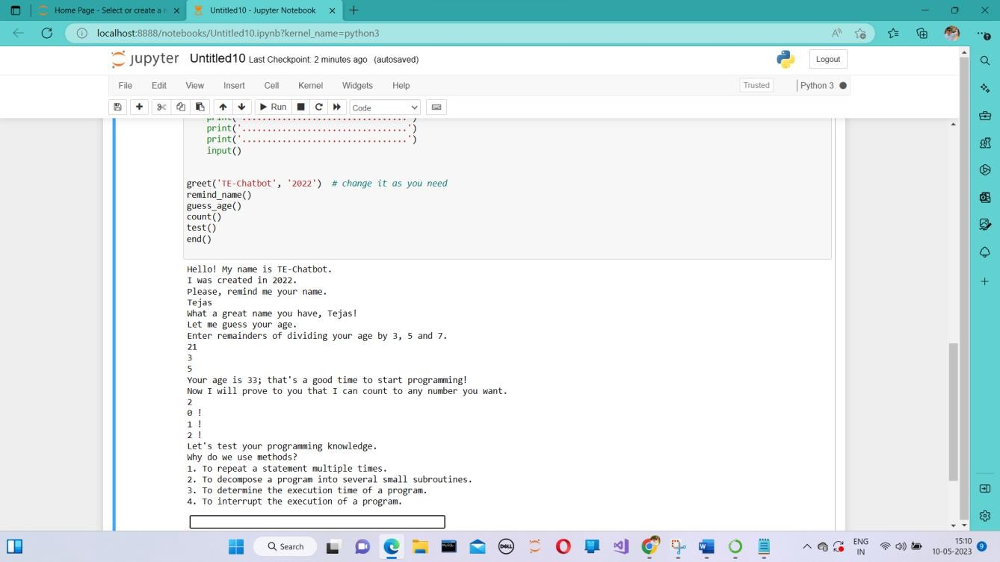 Home Page - Select or create a n
Untitled10 - Jupyter Notebook
localhost:8888/notebooks/Untitled10.ipynb?kernel_name=python3
jupyter Untitled10 Last Checkpoint: 2 minutes ago (autosaved)
Logout
File Edit View Insert Cell Kernel Widgets Help
Trusted
Python 3
Run
Code
print('.................................')
print('.................................')
print('.................................')
input()
greet('TE-Chatbot', '2022') # change it as you need
remind_name()
guess_age()
count()
test()
end()
Hello! My name is TE-Chatbot.
I was created in 2022.
Please, remind me your name.
Tejas
What a great name you have, Tejas!
Let me guess your age.
Enter remainders of dividing your age by 3, 5 and 7.
21
3
5
Your age is 33; that's a good time to start programming!
Now I will prove to you that I can count to any number you want.
2
0 !
1 !
2 !
Let's test your programming knowledge.
Why do we use methods?
1. To repeat a statement multiple times.
2. To decompose a program into several small subroutines.
3. To determine the execution time of a program.
4. To interrupt the execution of a program.
Search
DELL
ENG
IN
15:10
10-05-2023
9